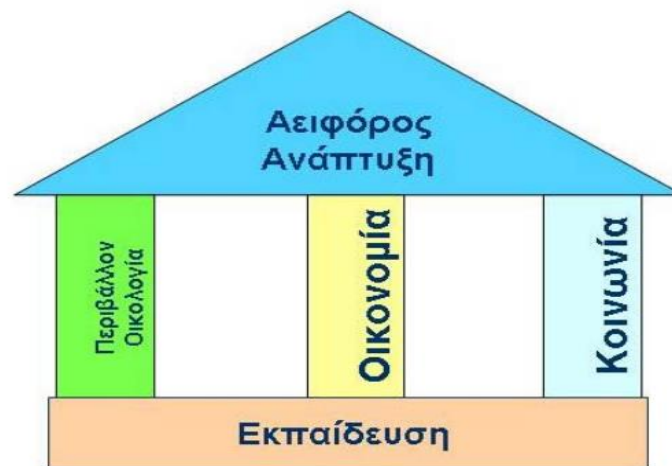 Αειφόρος
Ανάπτυξη
Περιβάλλον
Οικολογία
Οικονομία
Κοινωνία
Εκπαίδευση